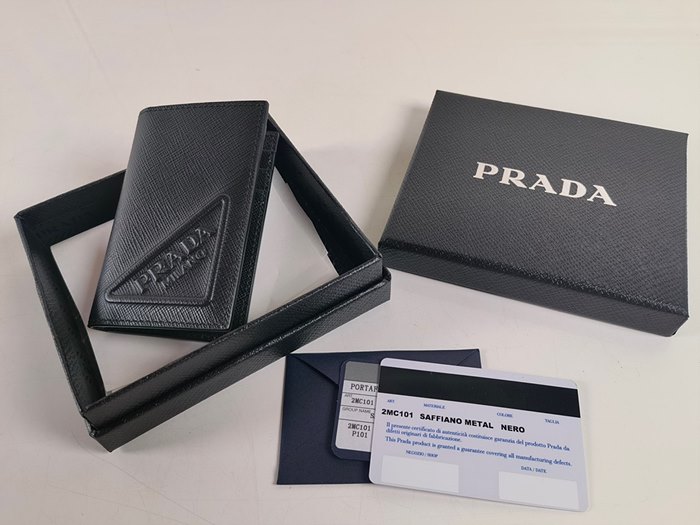 PRADA
PRADA
MILANO
PORTAF
ART
2MC101
GROUP NAME
S
2MC101
P101
ART MATERIALE COLORE TAGLIA
2MC101 SAFFIANO METAL NERO
Il presente certificato di autenticità costituisce garanzia del prodotto Prada da
difetti originari di fabbricazione.
This Prada product is granted a guarantee covering all manufacturing defects.
NEGOZIO / SHOP
DATA / DATE